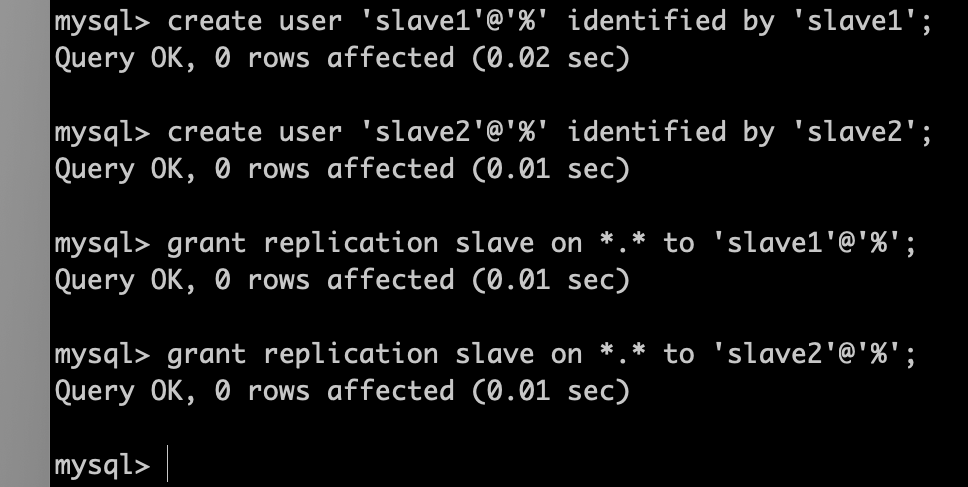 mysql> create user 'slave1'@'%' identified by 'slave1';
Query OK, 0 rows affected (0.02 sec)
mysql> create user 'slave2'@'%' identified by 'slave2';
Query OK, 0 rows affected (0.01 sec)
mysql> grant replication slave on *.* to 'slave1'@'%';
Query OK, 0 rows affected (0.01 sec)
mysql> grant replication slave on *.* to 'slave2'@'%';
Query OK, 0 rows affected (0.01 sec)
mysql>